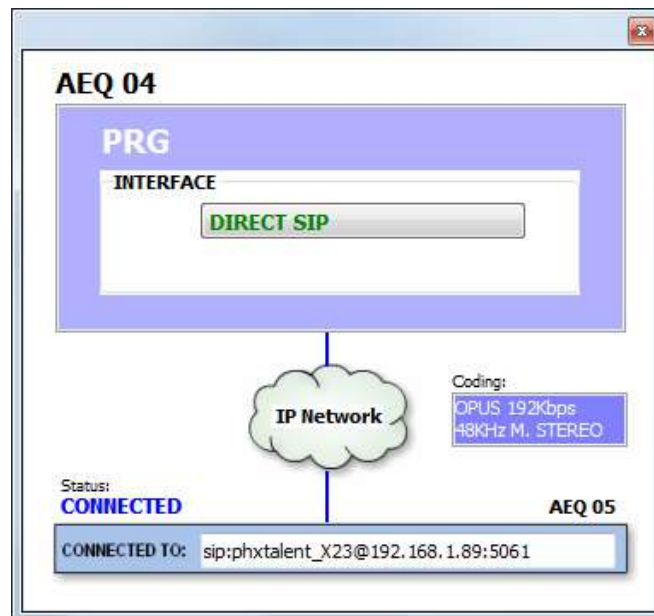 AEQ 04
PRG
INTERFACE
DIRECT SIP
IP Network
Coding:
OPUS 192Kbps
48KHz M. STEREO
Status:
CONNECTED
AEQ 05
CONNECTED TO: sip:phxtalent_X23@192.168.1.89:5061